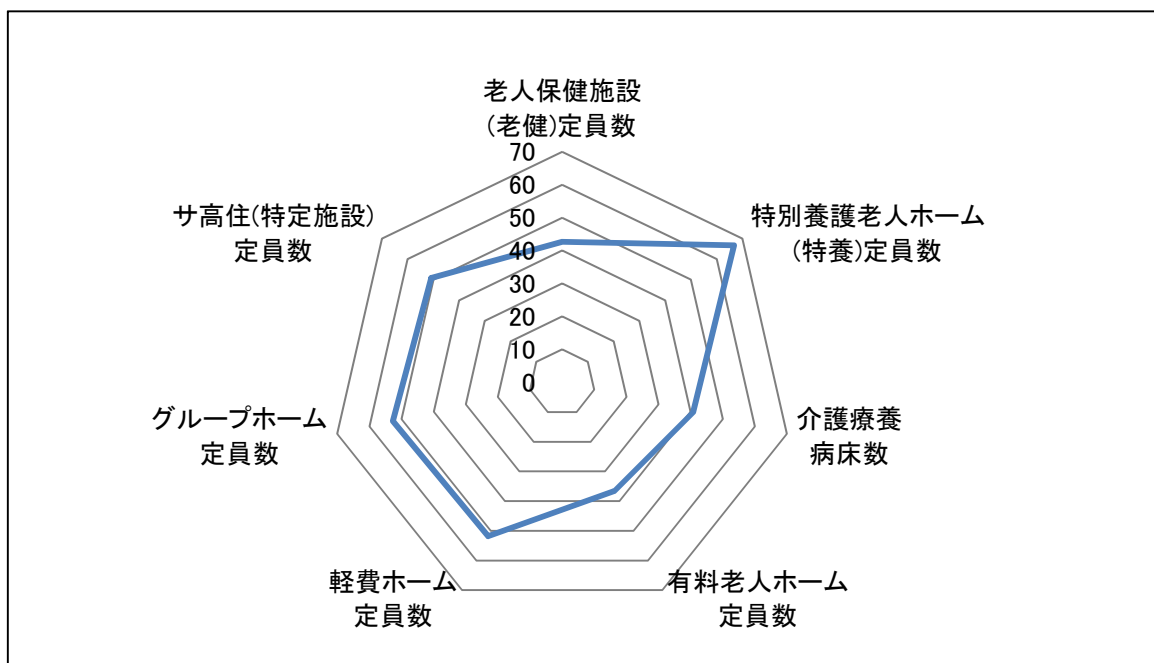 老人保健施設
(老健)定員数
特別養護老人ホーム
(特養)定員数
介護療養
病床数
有料老人ホーム
定員数
軽費ホーム
定員数
グループホーム
定員数
サ高住(特定施設)
定員数
70
60
50
40
30
20
10
0